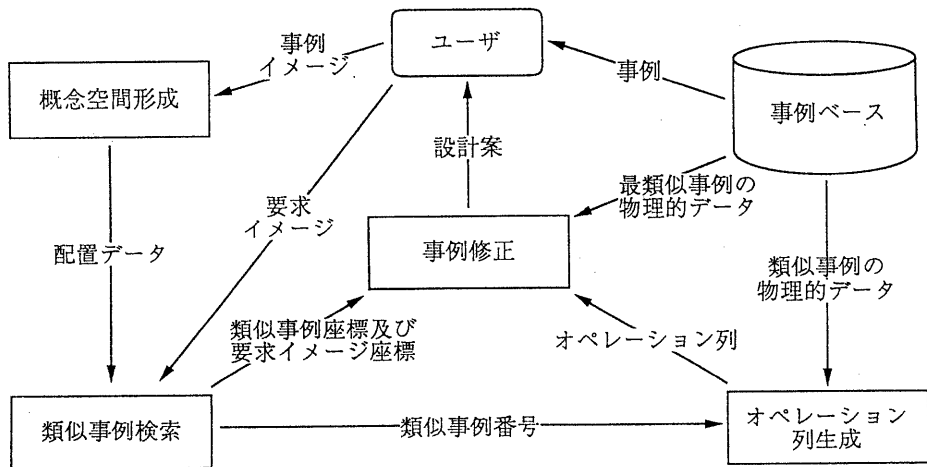 ユーザ
事例
イメージ
事例
概念空間形成
事例ベース
設計案
最類似事例の
物理的データ
要求
イメージ
配置データ
事例修正
類似事例の
物理的データ
類似事例座標及び
要求イメージ座標
オペレーション列
類似事例検索
類似事例番号
オペレーション
列生成